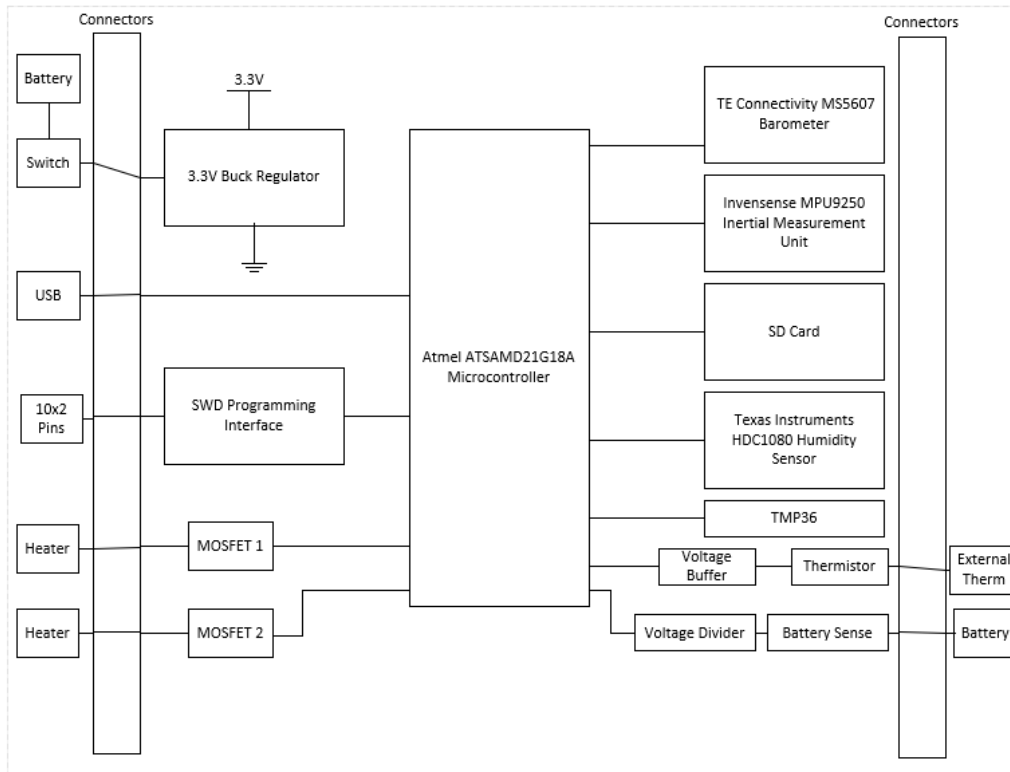 Connectors
Connectors
Battery
Switch
3.3V
3.3V Buck Regulator
USB
10x2
Pins
SWD Programming
Interface
Heater
MOSFET 1
Heater
MOSFET 2
Atmel ATSAMD21G18A
Microcontroller
TE Connectivity MS5607
Barometer
Invensense MPU9250
Inertial Measurement
Unit
SD Card
Texas Instruments
HDC1080 Humidity
Sensor
TMP36
Voltage
Buffer
Thermistor
External
Therm
Voltage Divider
Battery Sense
Battery